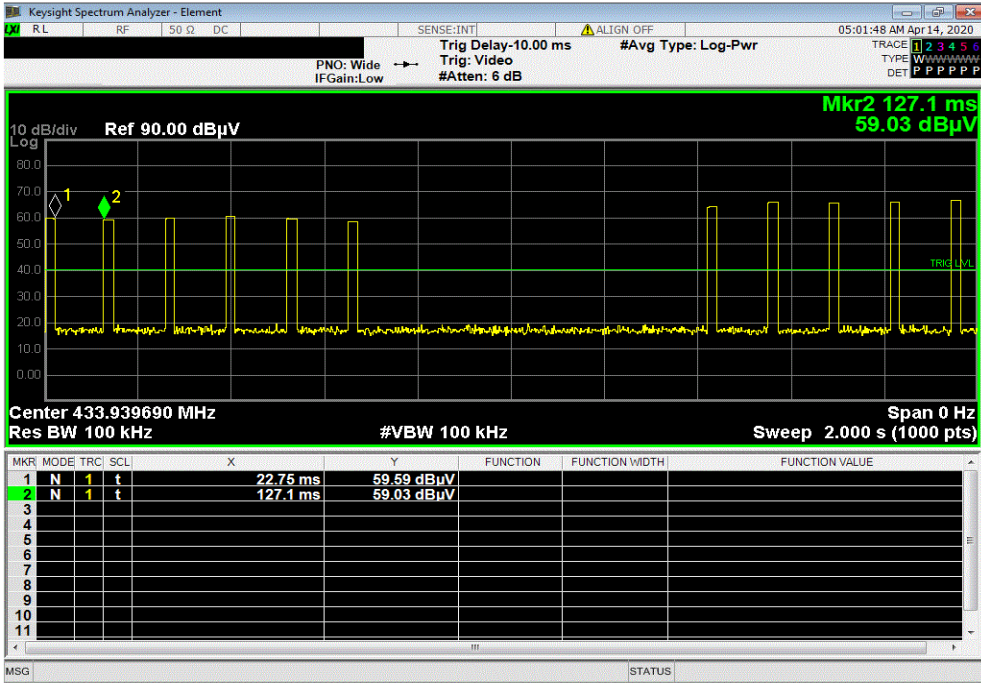 Keysight Spectrum Analyzer - Element
LXI RL RF 50 Ω DC SENSE:INT ALIGN OFF 05:01:48 AM Apr 14, 2020
Trig Delay-10.00 ms #Avg Type: Log-Pwr TRACE 1 2 3 4 5 6
PNO: Wide Trig: Video TYPE WWWWWW
IFGain:Low #Atten: 6 dB DET P P P P P P
Mkr2 127.1 ms
10 dB/div Ref 90.00 dBµV 59.03 dBµV
Log
80.0
70.0
1 2
60.0
50.0
40.0
TRIG LVL
30.0
20.0
10.0
0.00
Center 433.939690 MHz Span 0 Hz
Res BW 100 kHz #VBW 100 kHz Sweep 2.000 s (1000 pts)
MKR MODE TRC SCL X Y FUNCTION FUNCTION WIDTH FUNCTION VALUE
1 N 1 t 22.75 ms 59.59 dBµV
2 N 1 t 127.1 ms 59.03 dBµV
3
4
5
6
7
8
9
10
11
MSG STATUS